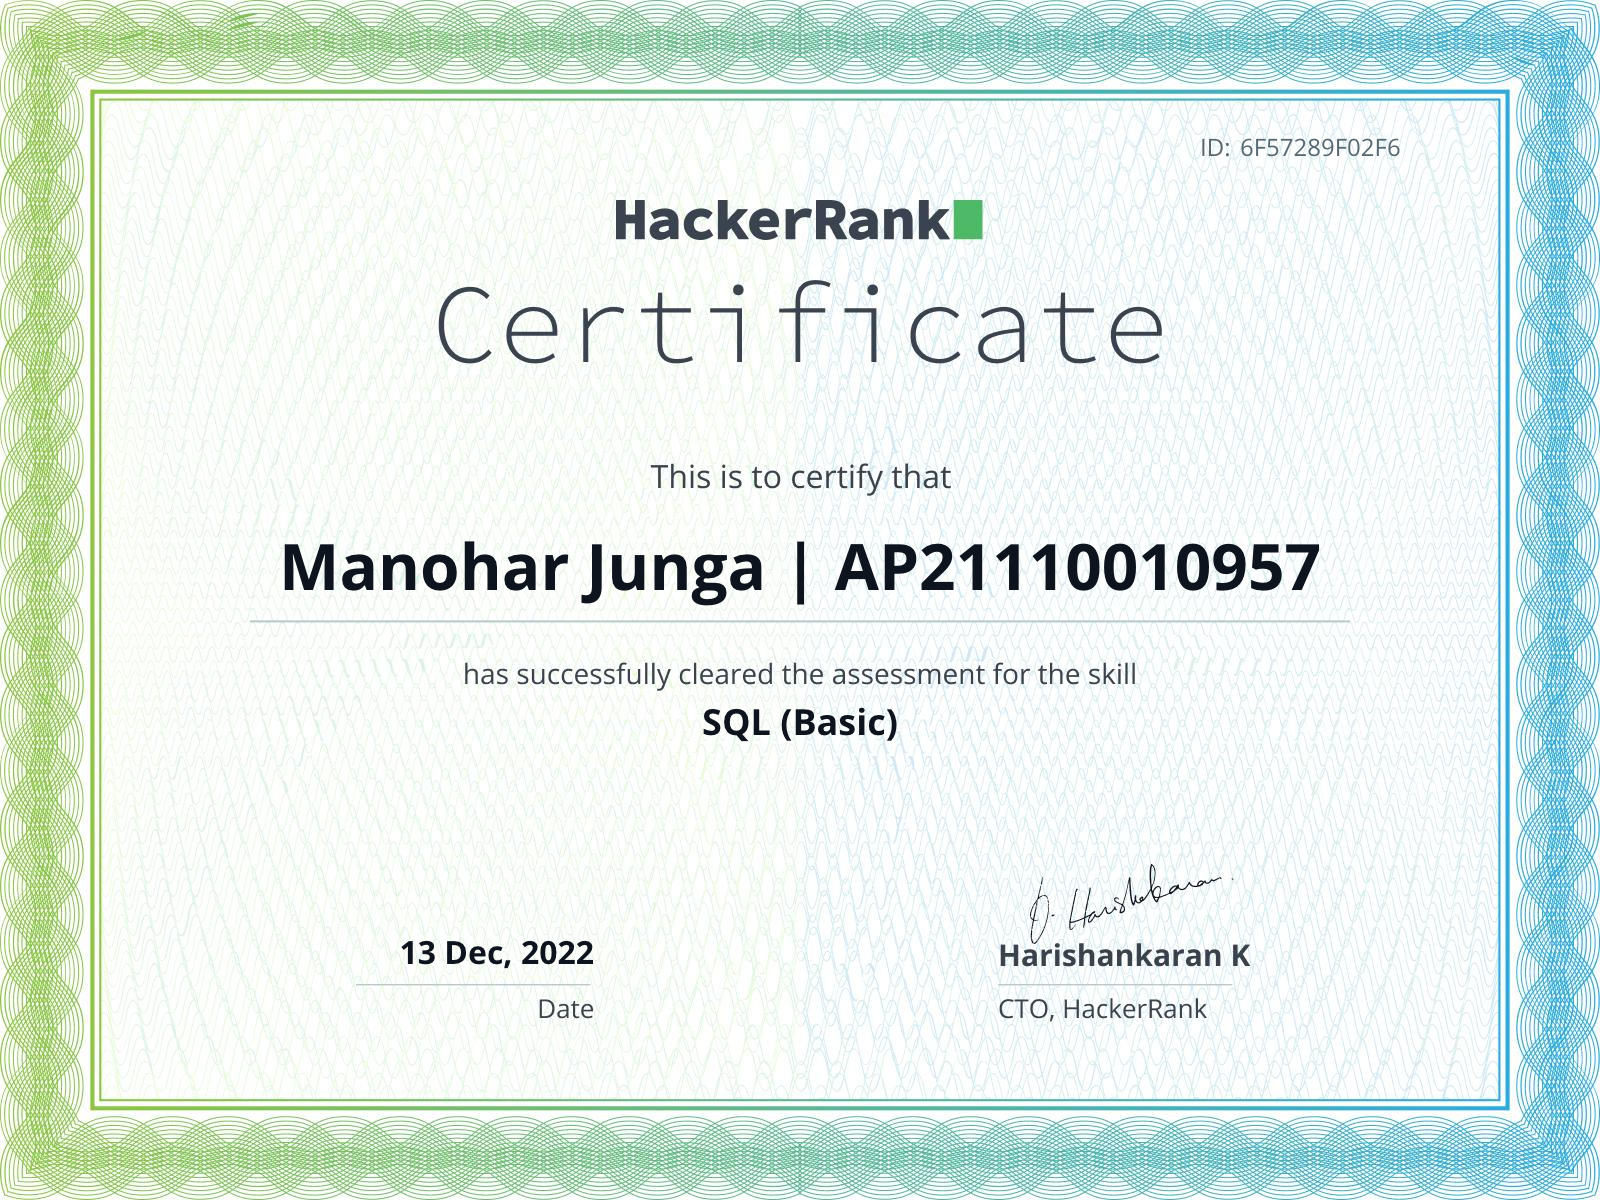 ID: 6F57289F02F6
HackerRank
Certificate
This is to certify that
Manohar Junga | AP21110010957
has successfully cleared the assessment for the skill
SQL (Basic)
13 Dec, 2022
Date
D. Harishankaran
Harishankaran K
CTO, HackerRank